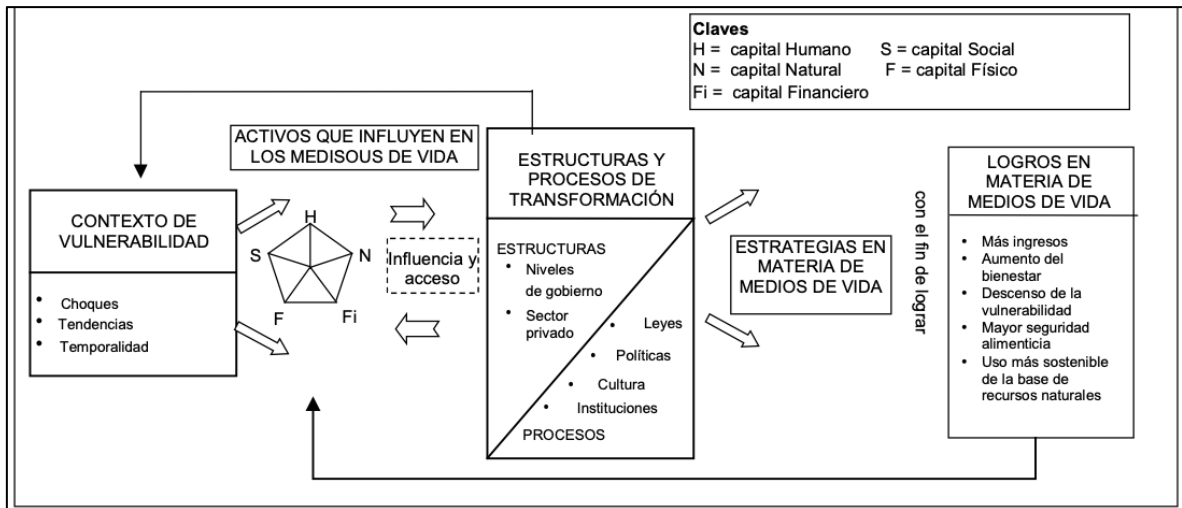 Claves
H = capital Humano S = capital Social
N = capital Natural F = capital Físico
Fi = capital Financiero
ACTIVOS QUE INFLUYEN EN
LOS MEDISOUS DE VIDA
CONTEXTO DE
VULNERABILIDAD
• Choques
• Tendencias
• Temporalidad
H
S
N
F
Fi
Influencia y
acceso
ESTRUCTURAS Y
PROCESOS DE
TRANSFORMACIÓN
ESTRUCTURAS
• Niveles
de gobierno
• Sector
privado
• Leyes
• Políticas
• Cultura
• Instituciones
PROCESOS
ESTRATEGIAS EN
MATERIA DE
MEDIOS DE VIDA
con el fin de lograr
LOGROS EN
MATERIA DE
MEDIOS DE VIDA
• Más ingresos
• Aumento del
bienestar
• Descenso de la
vulnerabilidad
• Mayor seguridad
alimenticia
• Uso más sostenible
de la base de
recursos naturales